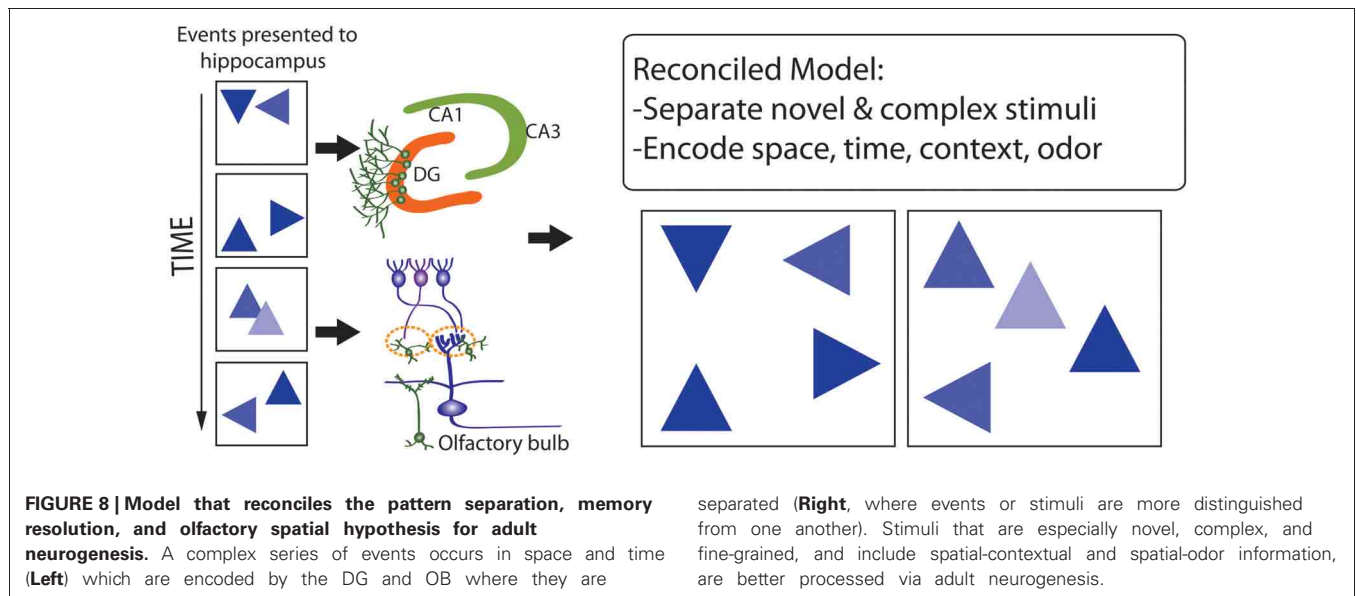 Events presented to
hippocampus
TIME
CA1
CA3
DG
Olfactory bulb
Reconciled Model:
-Separate novel & complex stimuli
-Encode space, time, context, odor
FIGURE 8 | Model that reconciles the pattern separation, memory
resolution, and olfactory spatial hypothesis for adult
neurogenesis. A complex series of events occurs in space and time
(Left) which are encoded by the DG and OB where they are
separated (Right, where events or stimuli are more distinguished
from one another). Stimuli that are especially novel, complex, and
fine-grained, and include spatial-contextual and spatial-odor information,
are better processed via adult neurogenesis.